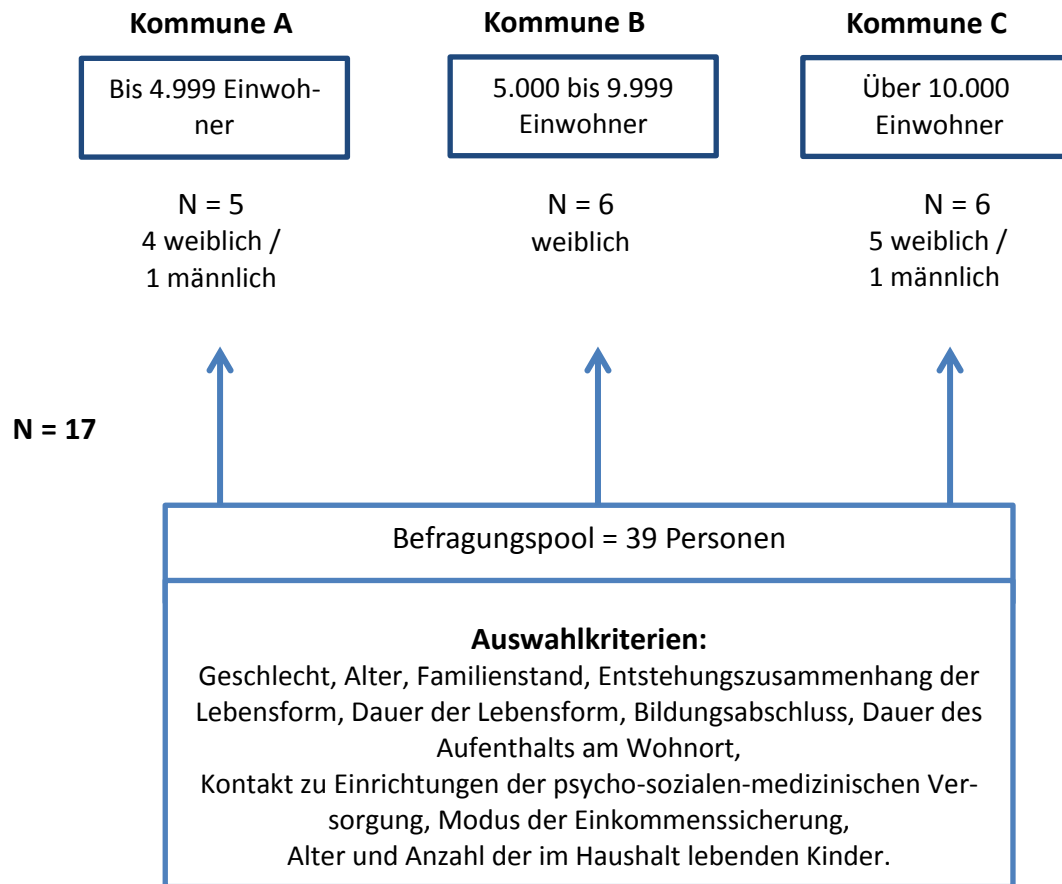 Kommune A
Kommune B
Kommune C
Bis 4.999 Einwoh-
ner
5.000 bis 9.999
Einwohner
Über 10.000
Einwohner
N = 5
4 weiblich /
1 männlich
N = 6
weiblich
N = 6
5 weiblich /
1 männlich
N = 17
Befragungspool = 39 Personen
Auswahlkriterien:
Geschlecht, Alter, Familienstand, Entstehungszusammenhang der
Lebensform, Dauer der Lebensform, Bildungsabschluss, Dauer des
Aufenthalts am Wohnort,
Kontakt zu Einrichtungen der psycho-sozialen-medizinischen Ver-
sorgung, Modus der Einkommenssicherung,
Alter und Anzahl der im Haushalt lebenden Kinder.